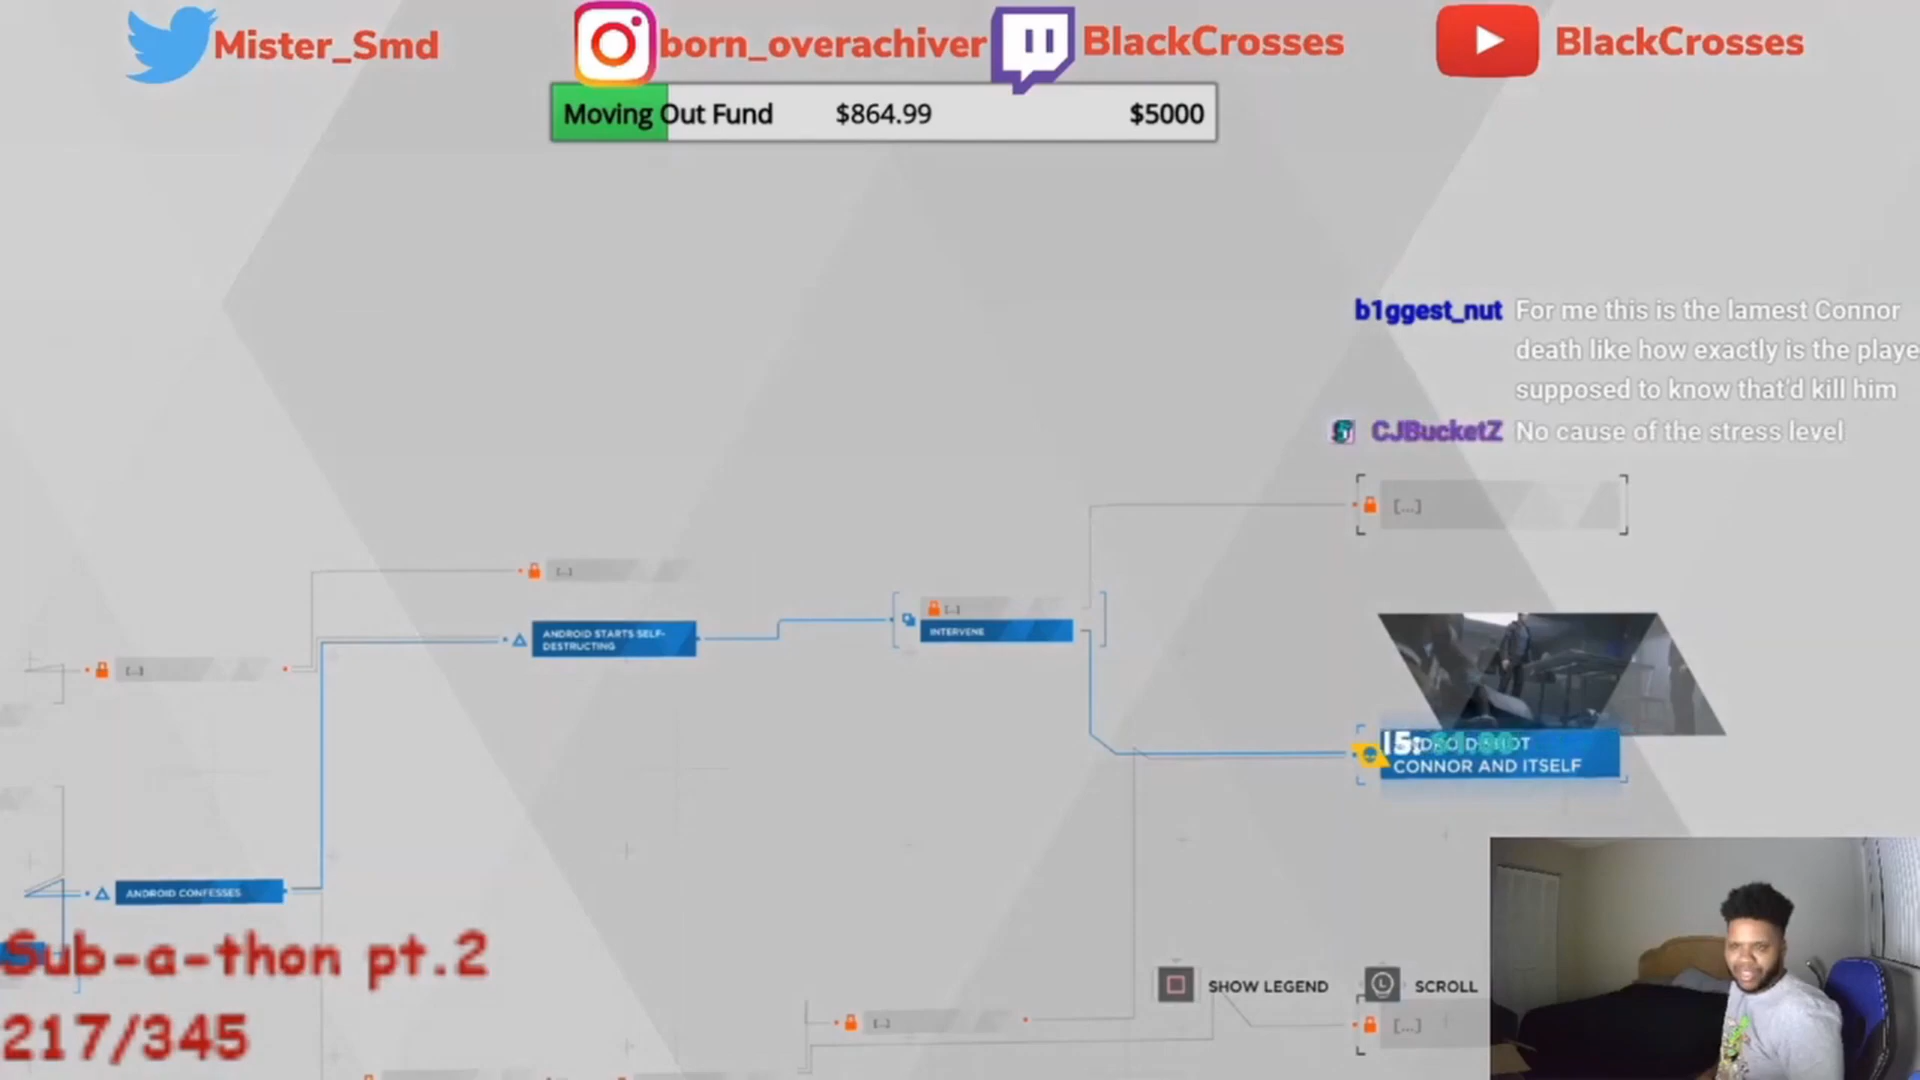 Mister_Smd
born_overachiver
BlackCrosses
BlackCrosses
Moving Out Fund $864.99 $5000
b1ggest_nut For me this is the lamest Connor
death like how exactly is the playe
supposed to know that'd kill him
CJBucketZ No cause of the stress level
[...]
[...]
[...]
INTERVENE
ANDROID STARTS SELF-
DESTRUCTING
[...]
15:
CONNOR AND ITSELF
ANDROID CONFESSES
Sub-a-thon pt.2
217/345
SHOW LEGEND
SCROLL
[...]
[...]